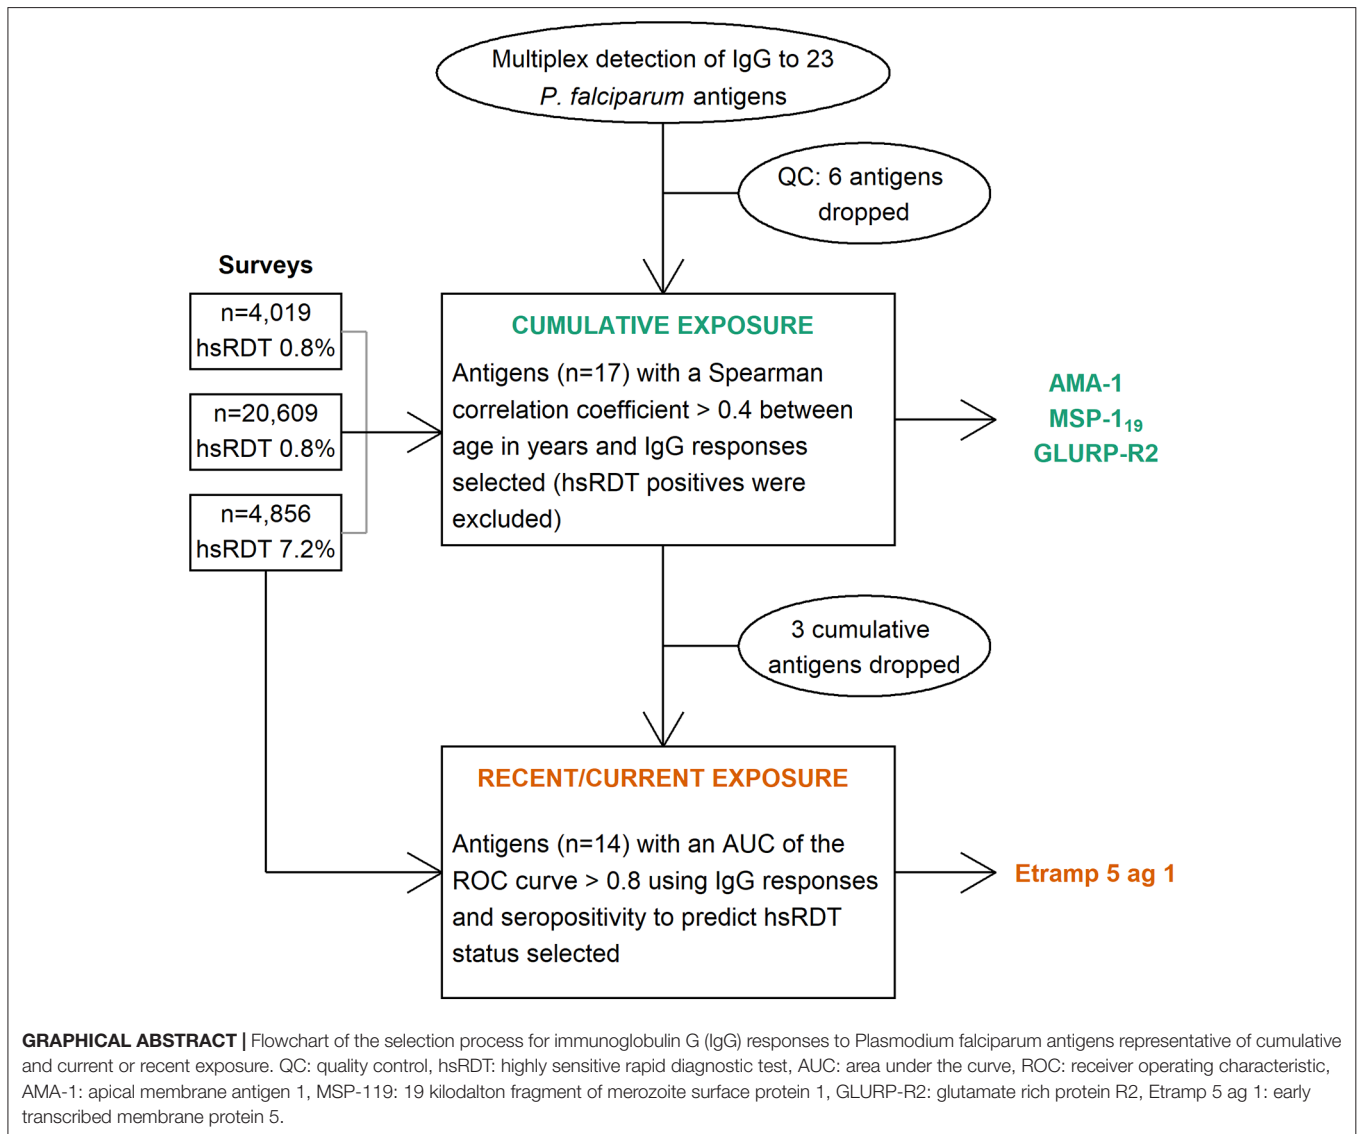 Multiplex detection of IgG to 23
P. falciparum antigens
QC: 6 antigens
dropped
Surveys
n=4,019
hsRDT 0.8%
n=20,609
hsRDT 0.8%
n=4,856
hsRDT 7.2%
CUMULATIVE EXPOSURE
Antigens (n=17) with a Spearman
correlation coefficient > 0.4 between
age in years and IgG responses
selected (hsRDT positives were
excluded)
AMA-1
MSP-1₁₉
GLURP-R2
3 cumulative
antigens dropped
RECENT/CURRENT EXPOSURE
Antigens (n=14) with an AUC of the
ROC curve > 0.8 using IgG responses
and seropositivity to predict hsRDT
status selected
Etramp 5 ag 1
GRAPHICAL ABSTRACT | Flowchart of the selection process for immunoglobulin G (IgG) responses to Plasmodium falciparum antigens representative of cumulative
and current or recent exposure. QC: quality control, hsRDT: highly sensitive rapid diagnostic test, AUC: area under the curve, ROC: receiver operating characteristic,
AMA-1: apical membrane antigen 1, MSP-119: 19 kilodalton fragment of merozoite surface protein 1, GLURP-R2: glutamate rich protein R2, Etramp 5 ag 1: early
transcribed membrane protein 5.